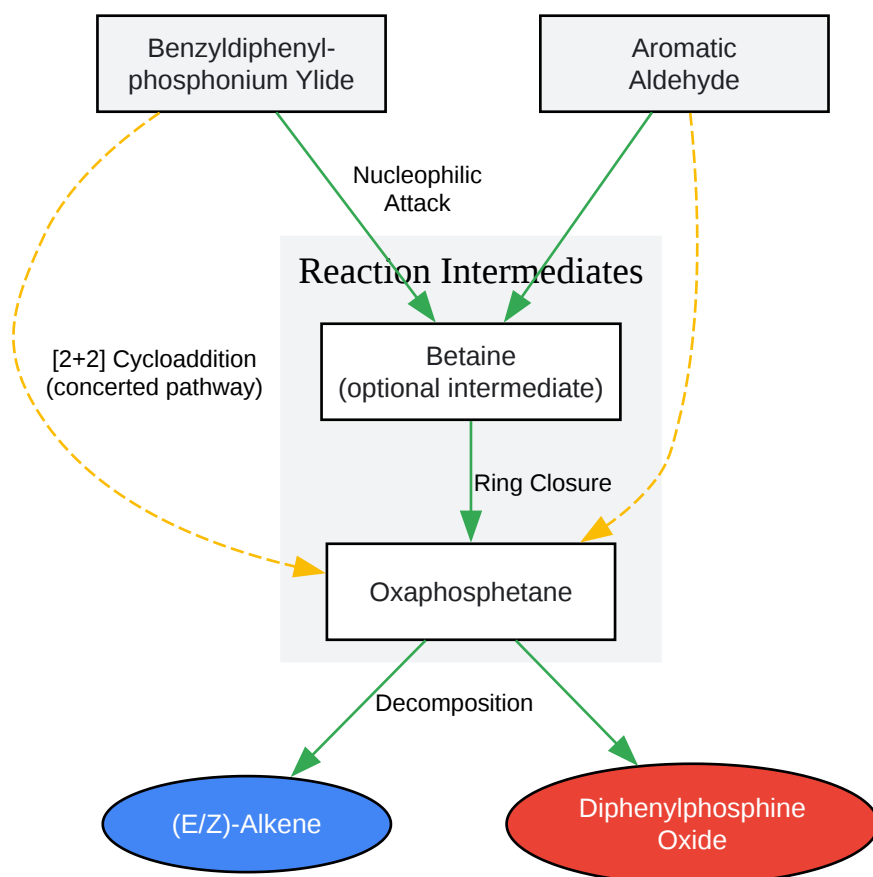 Benzyldiphenyl-
phosphonium Ylide
Aromatic
Aldehyde
Nucleophilic
Attack
Reaction Intermediates
Betaine
(optional intermediate)
[2+2] Cycloaddition
(concerted pathway)
Ring Closure
Oxaphosphetane
Decomposition
(E/Z)-Alkene
Diphenylphosphine
Oxide